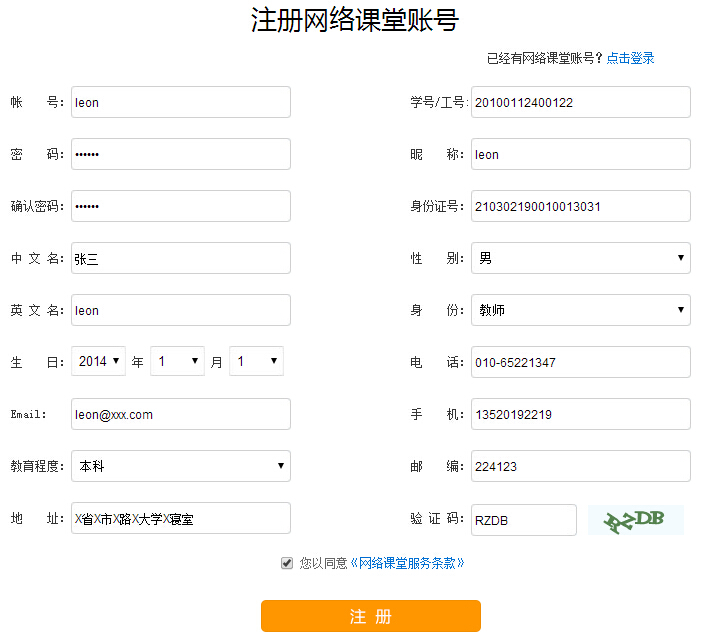 注册网络课堂账号
已经有网络课堂账号？点击登录
帐 号： leon 学号/工号： 20100112400122
密 码： •••••• 昵 称： leon
确认密码： •••••• 身份证号： 210302190010013031
中 文 名： 张三 性 别： 男
英 文 名： leon 身 份： 教师
生 日： 2014 年 1 月 1 电 话： 010-65221347
Email： leon@xxx.com 手 机： 13520192219
教育程度： 本科 邮 编： 224123
地 址： X省X市X路X大学X寝室 验 证 码： RZDB RZDB
您以同意《网络课堂服务条款》
注 册